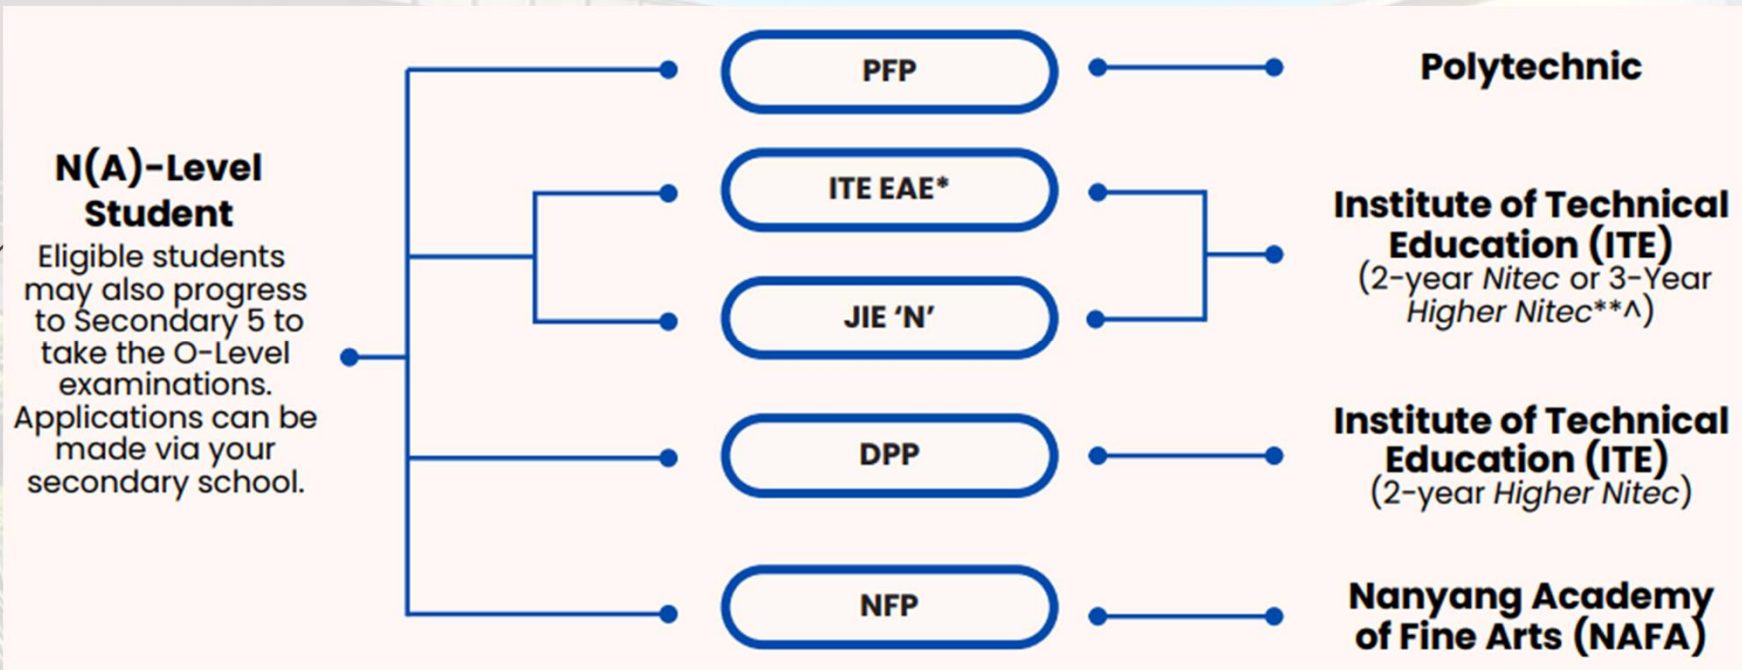 N(A)-Level
Student
Eligible students
may also progress
to Secondary 5 to
take the O-Level
examinations.
Applications can be
made via your
secondary school.
PFP
Polytechnic
ITE EAE*
JIE ‘N’
Institute of Technical
Education (ITE)
(2-year Nitec or 3-Year
Higher Nitec**^)
DPP
Institute of Technical
Education (ITE)
(2-year Higher Nitec)
NFP
Nanyang Academy
of Fine Arts (NAFA)